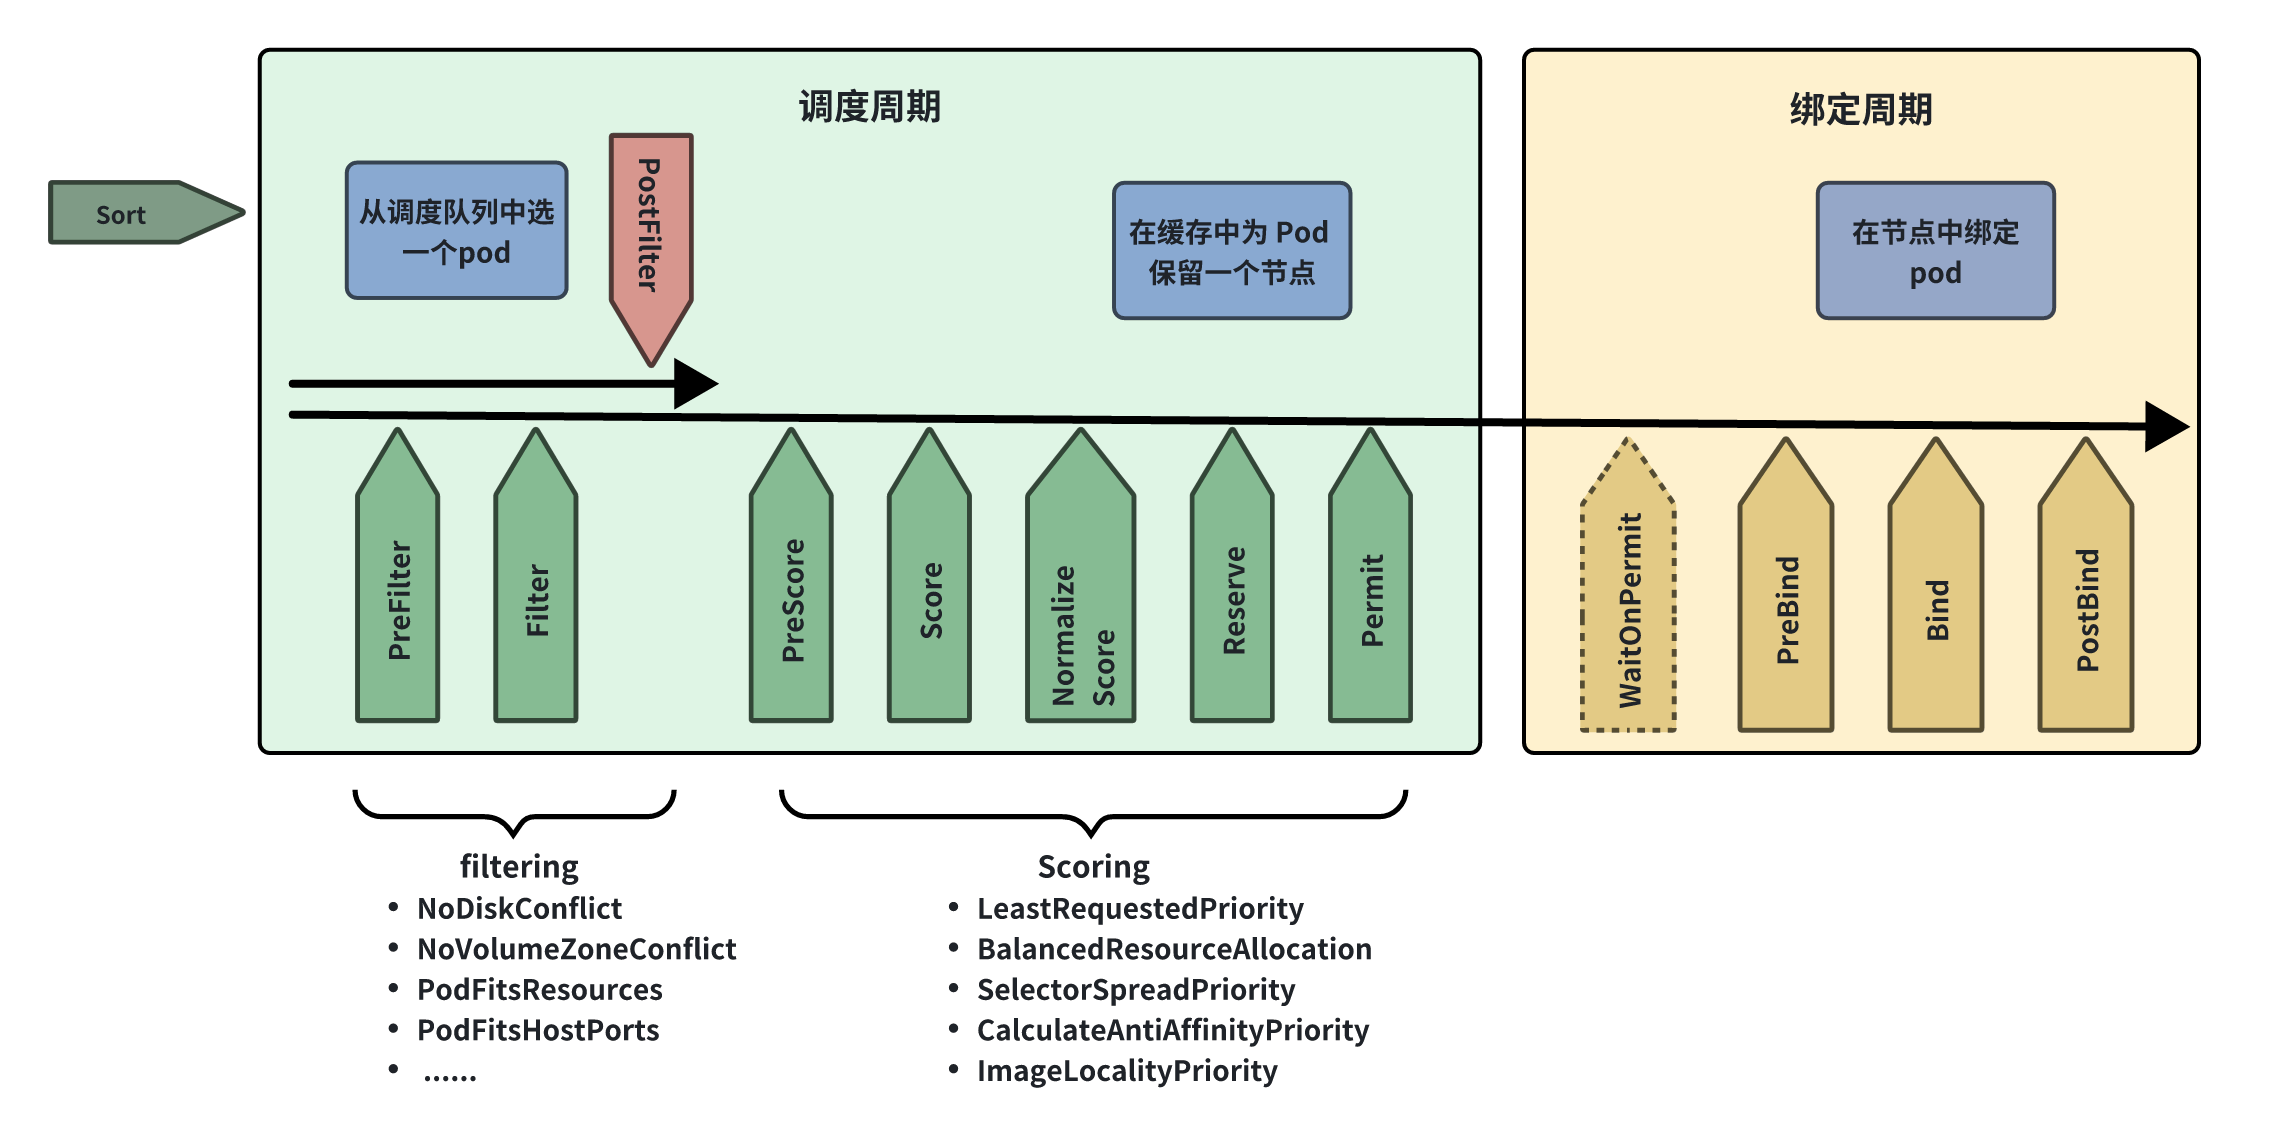 调度周期
绑定周期
Sort
从调度队列中选
一个pod
PostFilter
在缓存中为 Pod
保留一个节点
在节点中绑定
pod
PreFilter
Filter
PreScore
Score
Normalize
Score
Reserve
Permit
WaitOnPermit
PreBind
Bind
PostBind
filtering
• NoDiskConflict
• NoVolumeZoneConflict
• PodFitsResources
• PodFitsHostPorts
• ......
Scoring
• LeastRequestedPriority
• BalancedResourceAllocation
• SelectorSpreadPriority
• CalculateAntiAffinityPriority
• ImageLocalityPriority